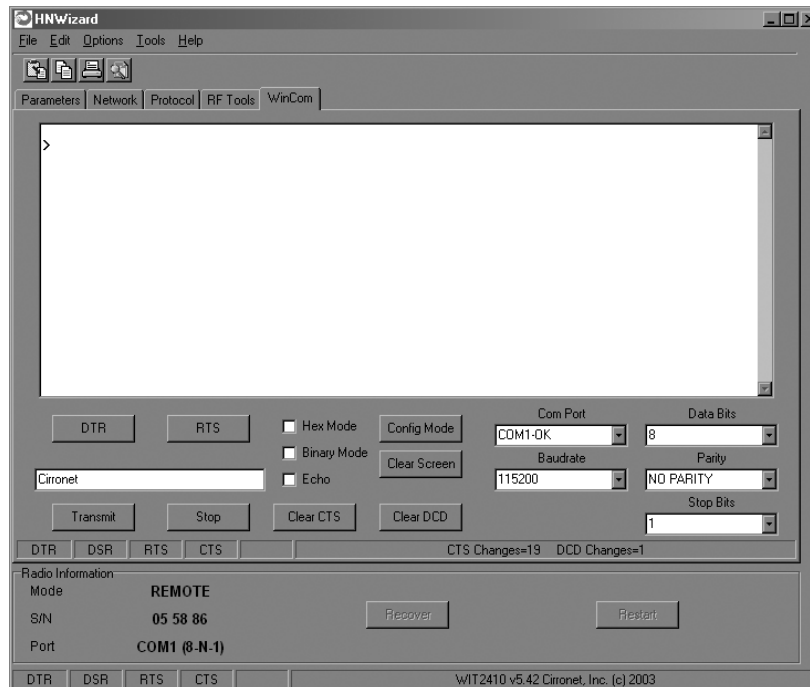 HNWizard
File Edit Options Tools Help
Parameters Network Protocol RF Tools WinCom
>
DTR RTS Hex Mode Config Mode Com Port Data Bits
COM1-OK 8
Binary Mode Clear Screen Baudrate Parity
Cirronet Echo 115200 NO PARITY
Stop Bits
Transmit Stop Clear CTS Clear DCD 1
DTR DSR RTS CTS CTS Changes=19 DCD Changes=1
Radio Information
Mode REMOTE
S/N 05 58 86 Recover Restart
Port COM1 (8-N-1)
DTR DSR RTS CTS WIT2410 v5.42 Cirronet, Inc. (c) 2003